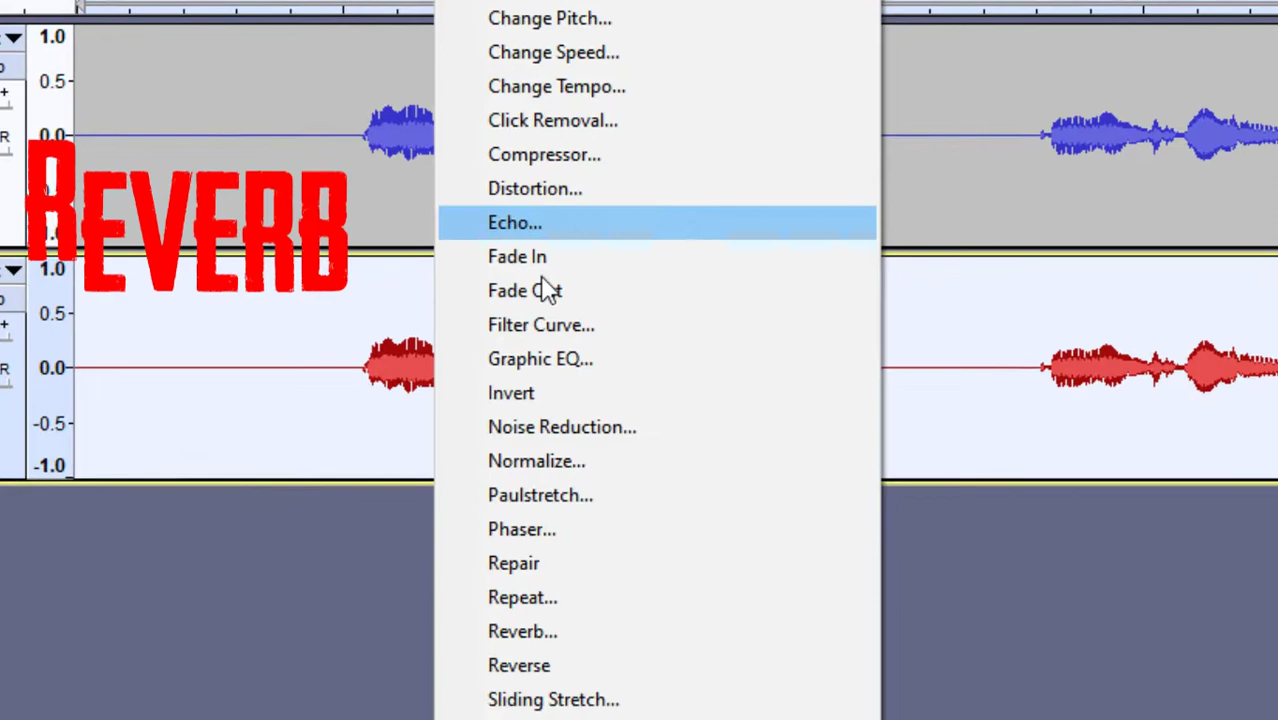 Change Pitch...
Change Speed...
Change Tempo...
Click Removal...
Compressor...
Distortion...
Echo...
Fade In
Fade Out
Filter Curve...
Graphic EQ...
Invert
Noise Reduction...
Normalize...
Paulstretch...
Phaser...
Repair
Repeat...
Reverb...
Reverse
Sliding Stretch...
1.0
0.5
0.0
R
REVERB
1.0
0.5
0.0
-0.5
-1.0
R